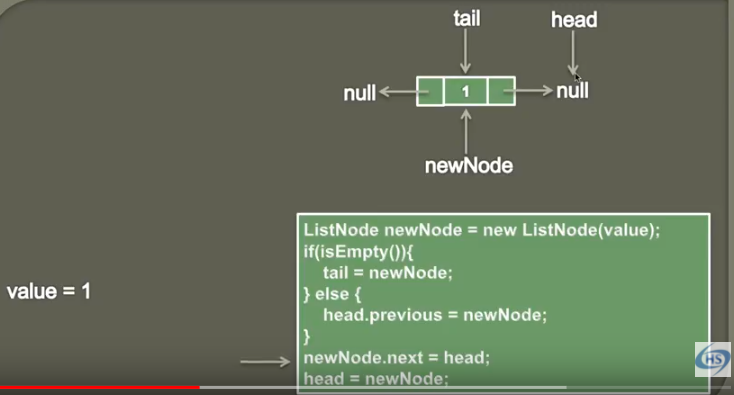 tail head
null 1 null
newNode
ListNode newNode = new ListNode(value);
if(isEmpty()){
tail = newNode;
} else {
head.previous = newNode;
}
value = 1
newNode.next = head;
head = newNode;
HS